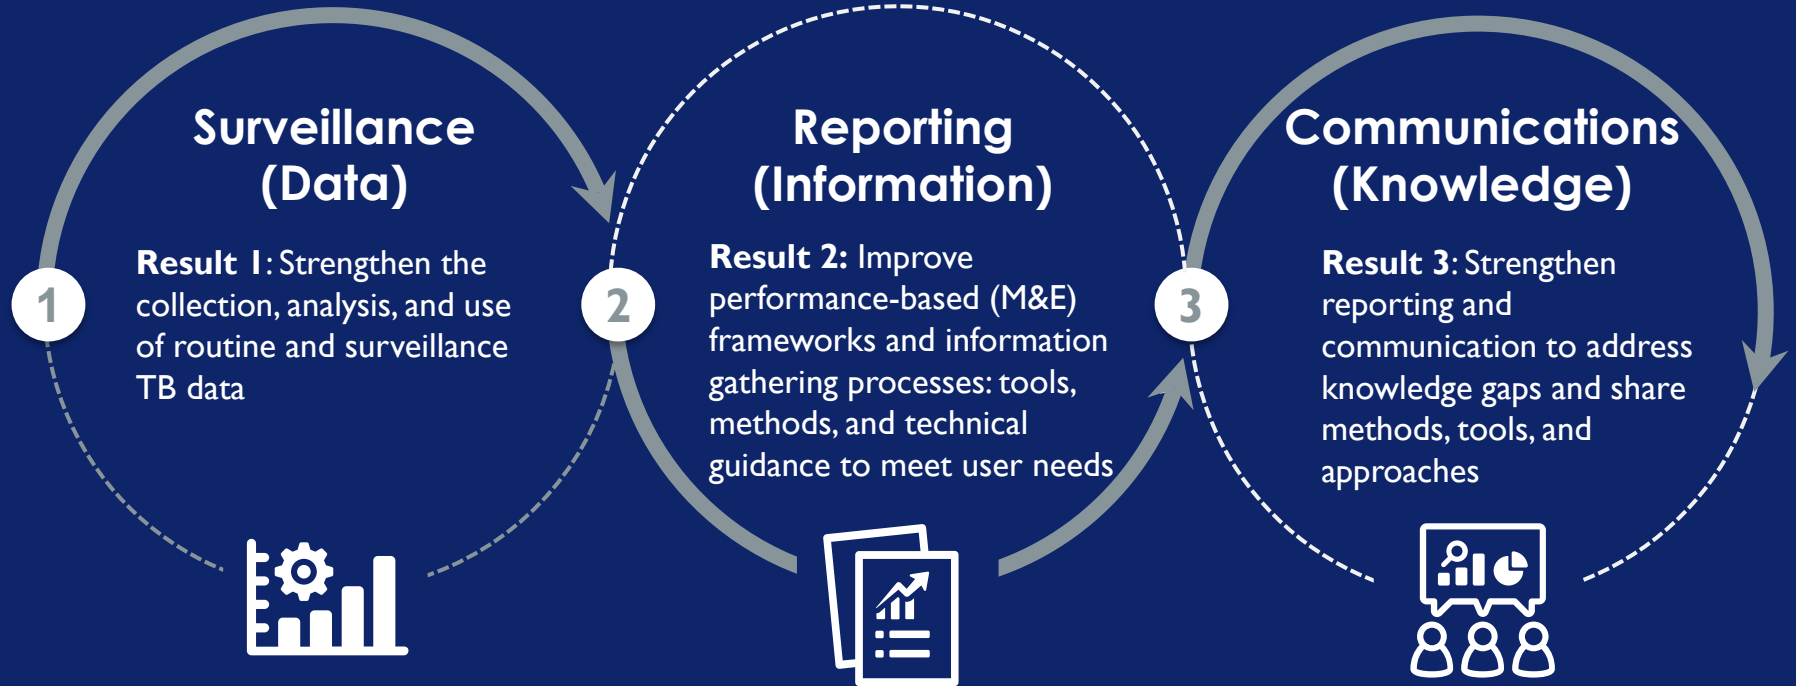 Surveillance
(Data)
1
Result 1: Strengthen the
collection, analysis, and use
of routine and surveillance
TB data
Reporting
(Information)
2
Result 2: Improve
performance-based (M&E)
frameworks and information
gathering processes: tools,
methods, and technical
guidance to meet user needs
Communications
(Knowledge)
3
Result 3: Strengthen
reporting and
communication to address
knowledge gaps and share
methods, tools, and
approaches